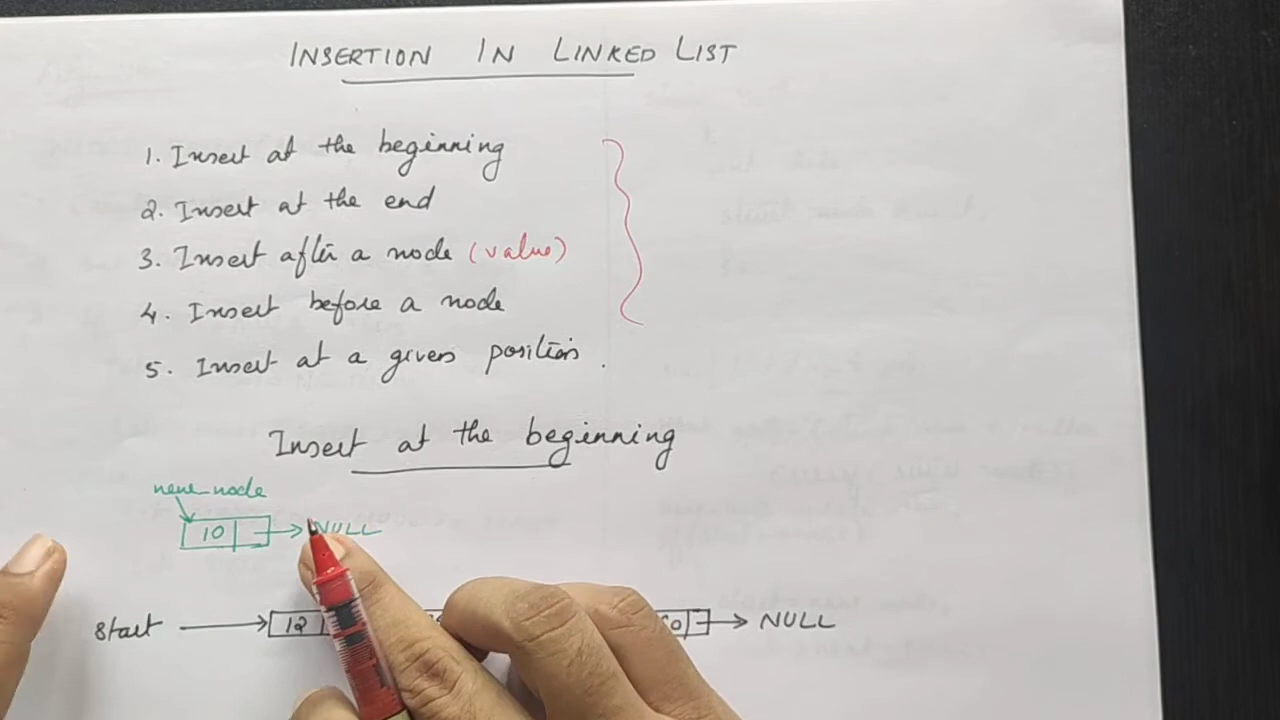 INSERTION IN LINKED LIST
1. Insert at the beginning
2. Insert at the end
3. Insert after a node (value)
4. Insert before a node
5. Insert at a given position.
Insert at the beginning
new-node
10 NULL
start 12 NULL